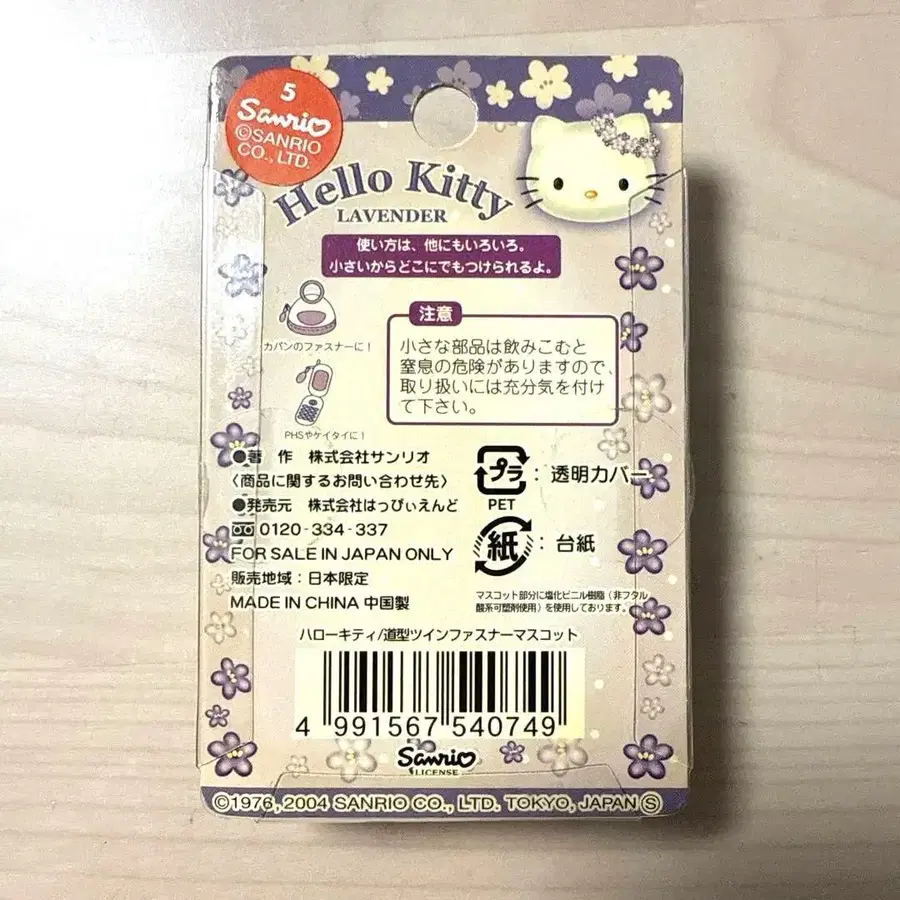 5
Sanrio
©SANRIO
CO., LTD.
Hello Kitty
LAVENDER
使い方は、他にもいろいろ。
小さいからどこにでもつけられるよ。
カバンのファスナーに！
PHSやケイタイに！
注意
小さな部品は飲みこむと
窒息の危険がありますので、
取り扱いには充分気を付け
て下さい。
●著 作 株式会社サンリオ
〈商品に関するお問い合わせ先〉
●発売元 株式会社はっぴぃえんど
0120-334-337
FOR SALE IN JAPAN ONLY
販売地域：日本限定
MADE IN CHINA 中国製
プラ：透明カバー
PET
紙：台紙
マスコット部分に塩化ビニル樹脂（非フタル
酸系可塑剤使用）を使用しております。
ハローキティ/道型ツインファスナーマスコット
4 991567 540749
Sanrio
LICENSE
©1976, 2004 SANRIO CO., LTD. TOKYO, JAPAN Ⓢ